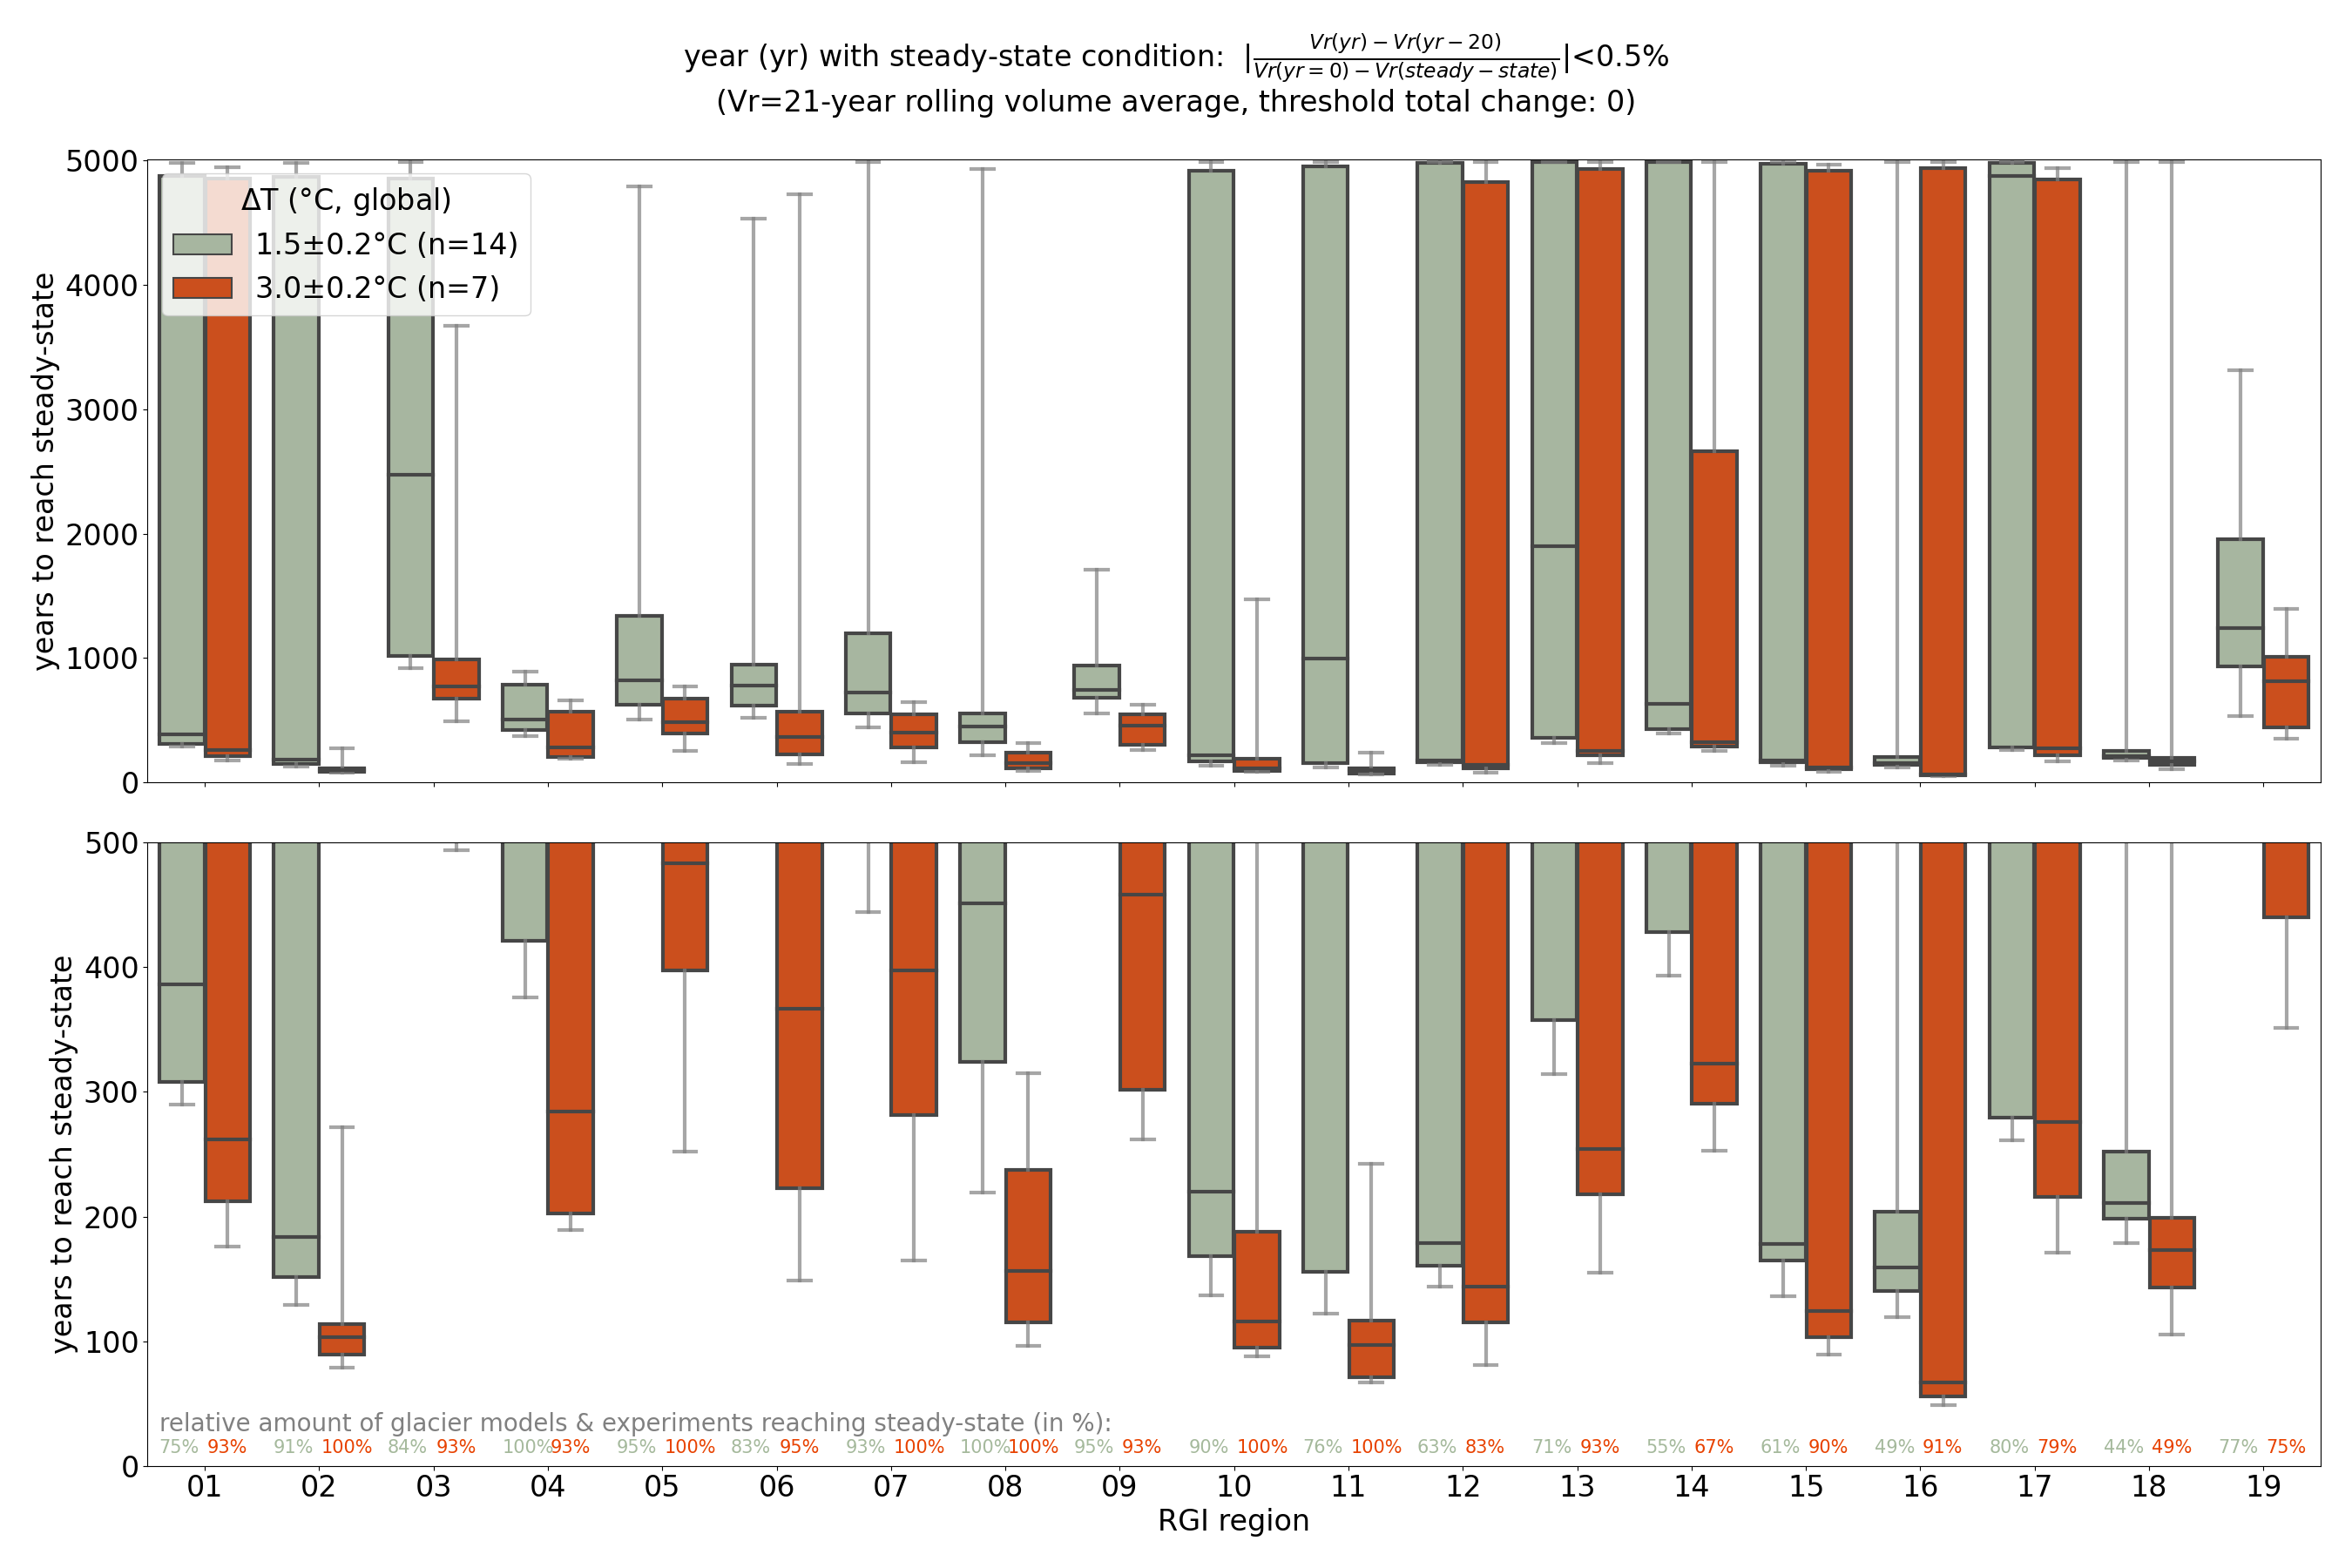 year (yr) with steady-state condition: |Vr(yr) − Vr(yr − 20) / Vr(yr = 0) − Vr(steady − state)|<0.5%
(Vr=21-year rolling volume average, threshold total change: 0)
5000
4000
3000
2000
1000
0
years to reach steady-state
ΔT (°C, global)
1.5±0.2°C (n=14)
3.0±0.2°C (n=7)
500
400
300
200
100
0
years to reach steady-state
relative amount of glacier models & experiments reaching steady-state (in %):
75% 93% 91% 100% 84% 93% 100% 93% 95% 100% 83% 95% 93% 100% 100% 100% 95% 93% 90% 100% 76% 100% 63% 83% 71% 93% 55% 67% 61% 90% 49% 91% 80% 79% 44% 49% 77% 75%
01 02 03 04 05 06 07 08 09 10 11 12 13 14 15 16 17 18 19
RGI region